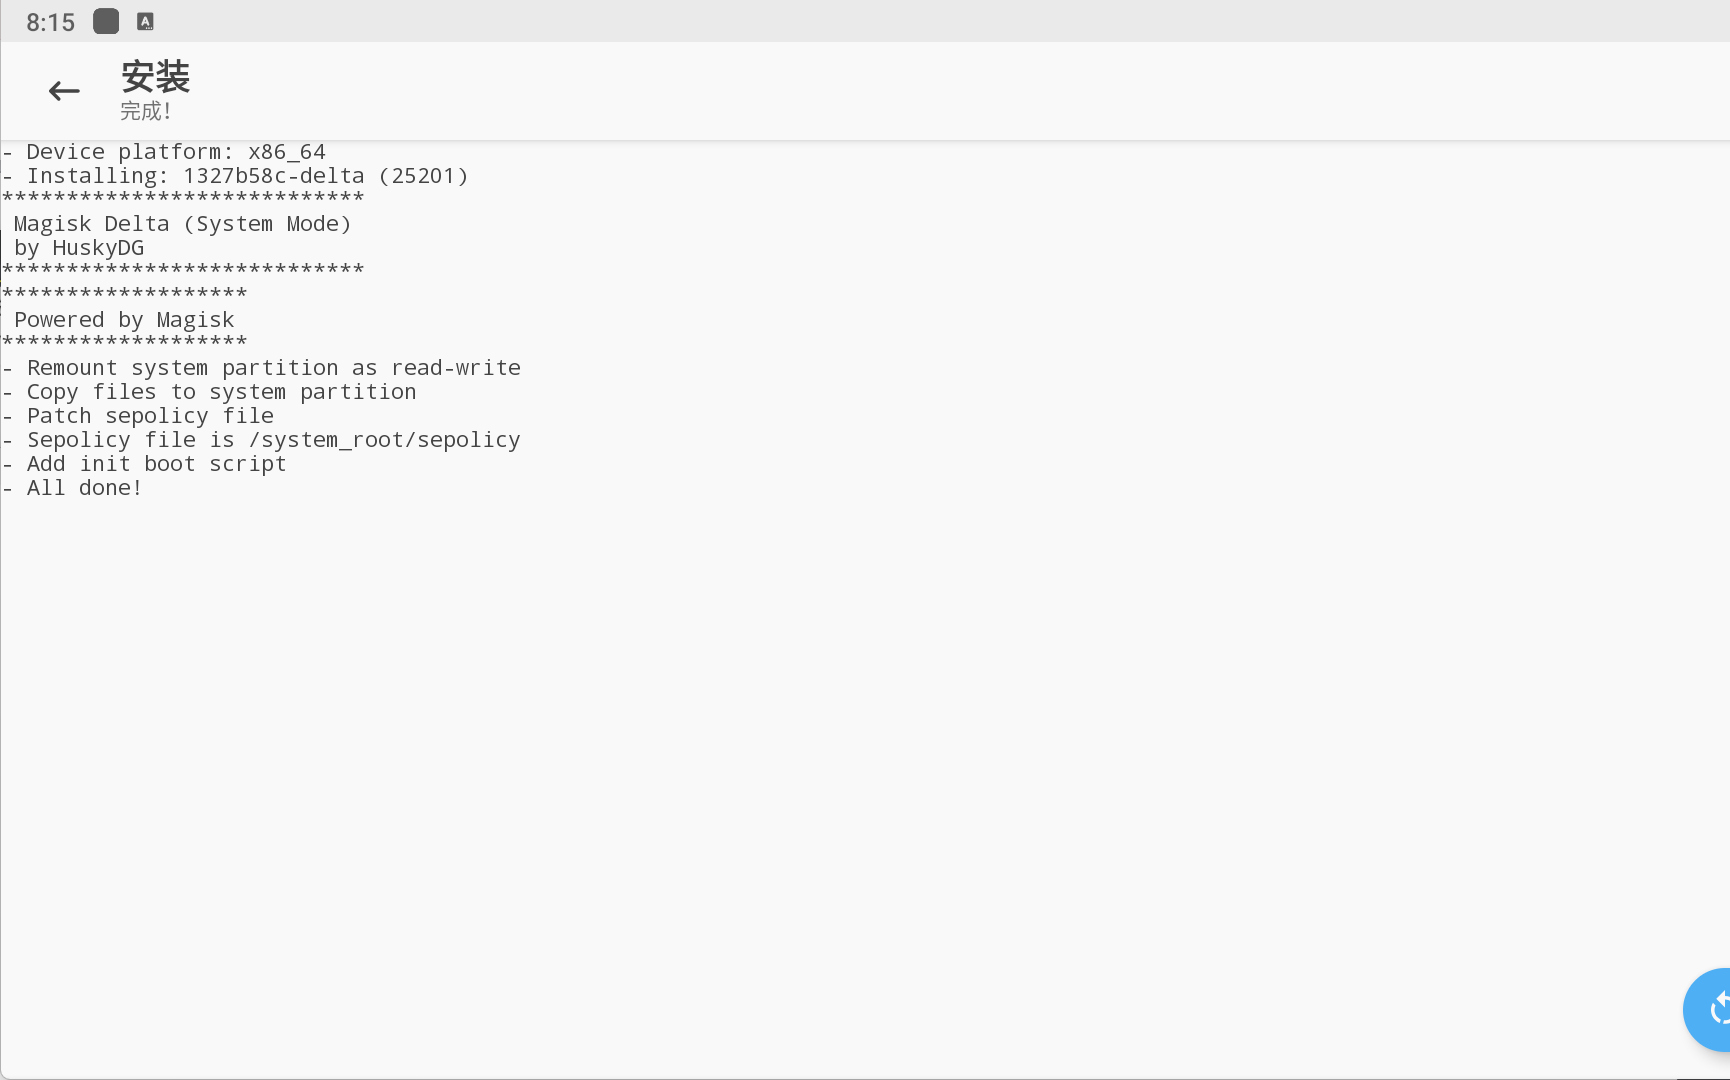 8:15
安装
完成！
- Device platform: x86_64
- Installing: 1327b58c-delta (25201)
****************************
Magisk Delta (System Mode)
by HuskyDG
****************************
*******************
Powered by Magisk
*******************
- Remount system partition as read-write
- Copy files to system partition
- Patch sepolicy file
- Sepolicy file is /system_root/sepolicy
- Add init boot script
- All done!